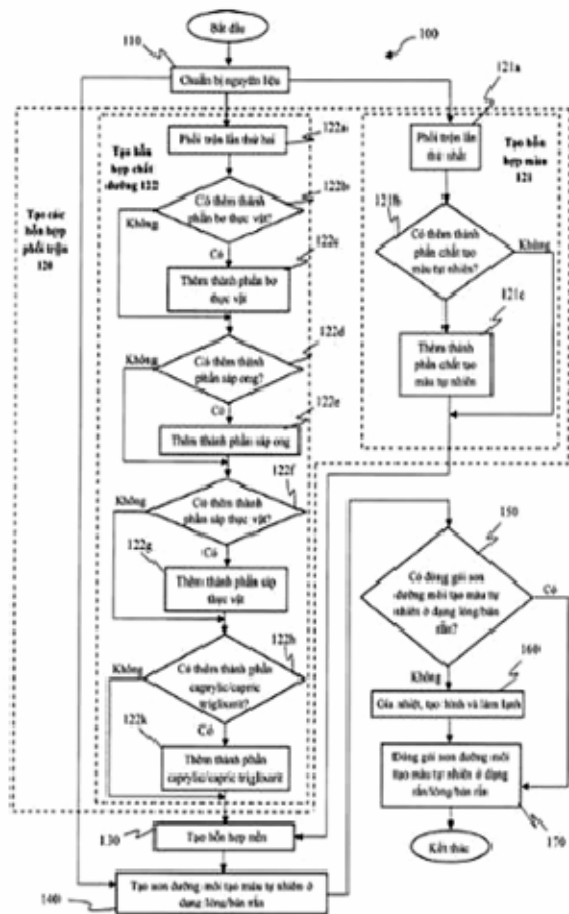 Bắt đầu
110
100
Chuẩn bị nguyên liệu
121a
Phối trộn lần thứ hai
122a
Phối trộn lần
thứ nhất
Tạo hỗn
hợp màu
121
Tạo hỗn
hợp chất
dưỡng 122
Tạo các
hỗn hợp
phối trộn
120
122b
Có thêm thành
phần bơ thực vật?
Không
Có
122c
Thêm thành phần bơ
thực vật
121b
Có thêm thành
phần chất tạo
màu tự nhiên?
Không
121c
Thêm thành
phần chất tạo
màu tự nhiên
122d
Có thêm thành
phần sáp ong?
Không
Có
122e
Thêm thành phần sáp ong
122f
Có thêm thành
phần sáp thực vật?
Không
Có
122g
Thêm thành phần sáp
thực vật
122h
Có thêm thành phần
caprylic/capric
triglixerit?
Không
Có
122k
Thêm thành phần
caprylic/capric triglixerit
130
Tạo hỗn hợp nền
140
Tạo son dưỡng môi tạo màu tự nhiên ở
dạng lỏng/bán rắn
150
Có đóng gói son
dưỡng môi tạo màu tự
nhiên ở dạng lỏng/bán
rắn?
Có
Không
160
Gia nhiệt, tạo hình và làm lạnh
Đóng gói son dưỡng môi
tạo màu tự nhiên ở dạng
rắn/lỏng/bán rắn
170
Kết thúc